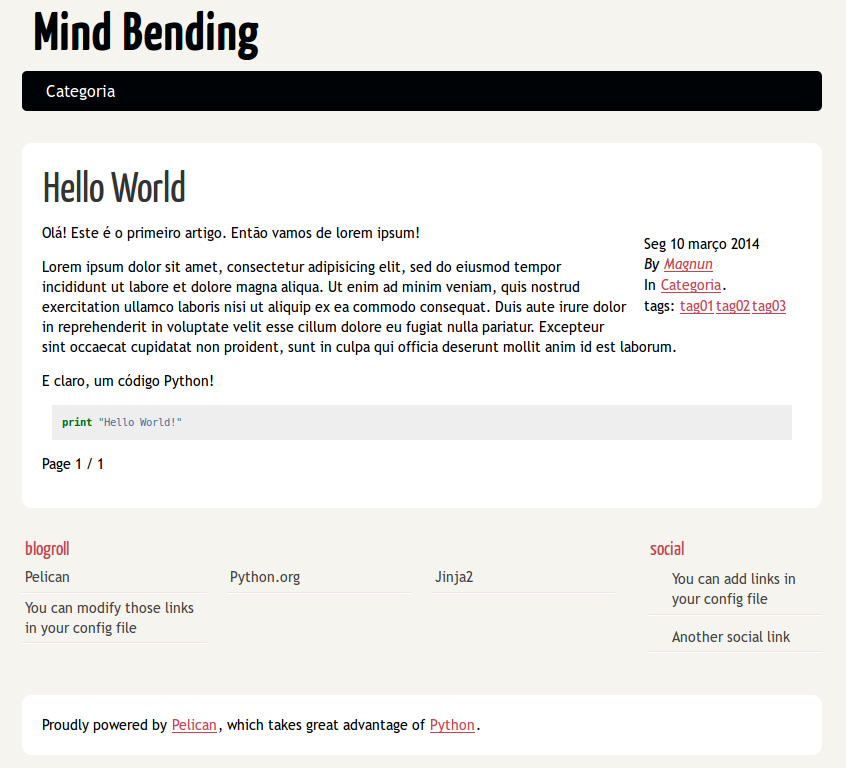 Mind Bending
Categoria
Hello World
Olá! Este é o primeiro artigo. Então vamos de lorem ipsum!
Seg 10 março 2014
By Magnun
In Categoria.
tags: tag01 tag02 tag03
Lorem ipsum dolor sit amet, consectetur adipisicing elit, sed do eiusmod tempor
incididunt ut labore et dolore magna aliqua. Ut enim ad minim veniam, quis nostrud
exercitation ullamco laboris nisi ut aliquip ex ea commodo consequat. Duis aute irure dolor
in reprehenderit in voluptate velit esse cillum dolore eu fugiat nulla pariatur. Excepteur
sint occaecat cupidatat non proident, sunt in culpa qui officia deserunt mollit anim id est laborum.
E claro, um código Python!
print "Hello World!"
Page 1 / 1
blogroll
Pelican
Python.org
Jinja2
You can modify those links
in your config file
social
You can add links in
your config file
Another social link
Proudly powered by Pelican, which takes great advantage of Python.